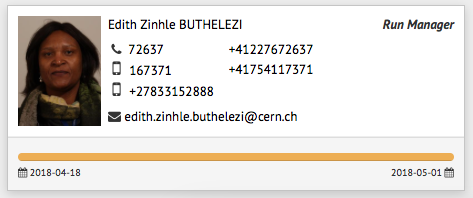 Edith Zinhle BUTHELEZI Run Manager
72637 +41227672637
167371 +41754117371
+27833152888
edith.zinhle.buthelezi@cern.ch
2018-04-18 2018-05-01